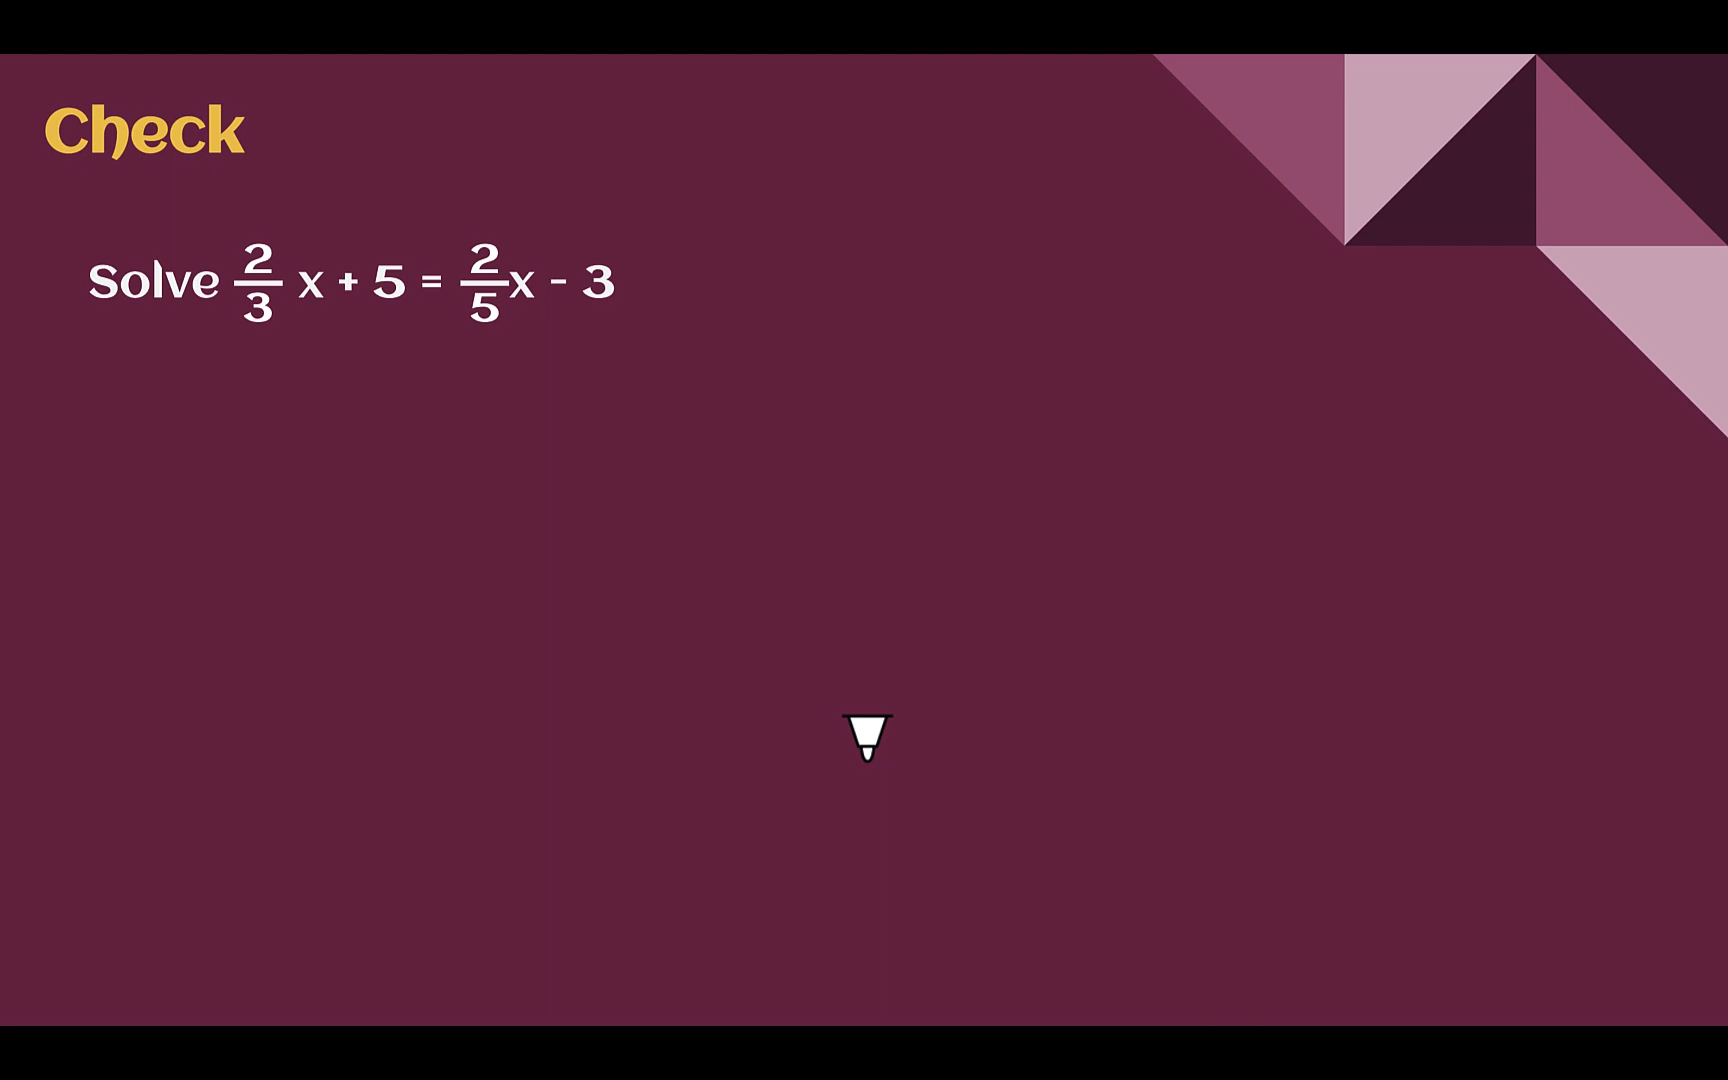 Check
Solve 2/3 x + 5 = 2/5x - 3